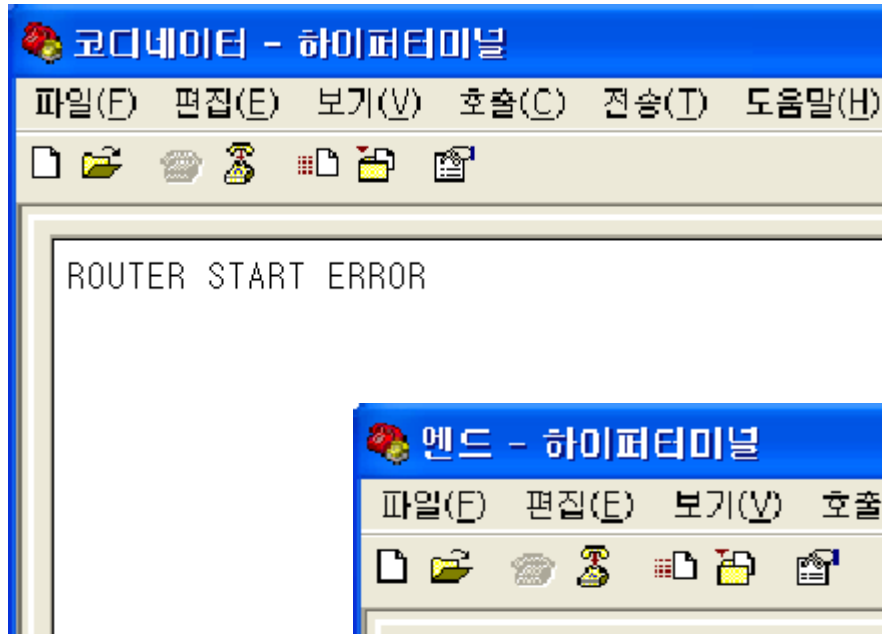 코디네이터 - 하이퍼터미널
파일(F) 편집(E) 보기(V) 호출(C) 전송(T) 도움말(H)
ROUTER START ERROR
엔드 - 하이퍼터미널
파일(F) 편집(E) 보기(V) 호출